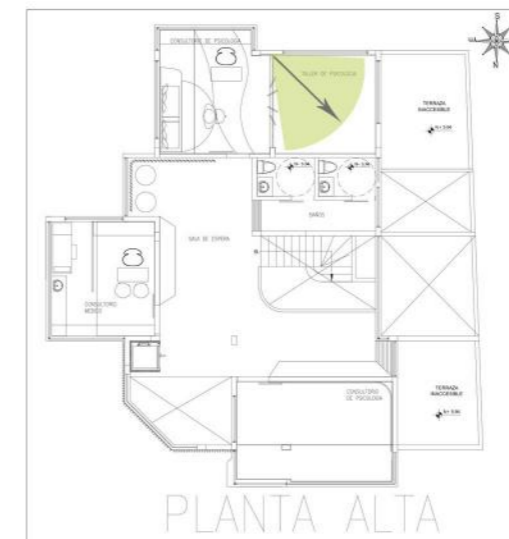 S
N
CONSULTORIO DE PSICOLOGIA
TALLER DE PSICOLOGIA
TERRAZA
INACCESIBLE
BAÑOS
SALA DE ESPERA
CONSULTORIO
MEDICO
CONSULTORIO
DE PSICOLOGIA
TERRAZA
INACCESIBLE
PLANTA ALTA